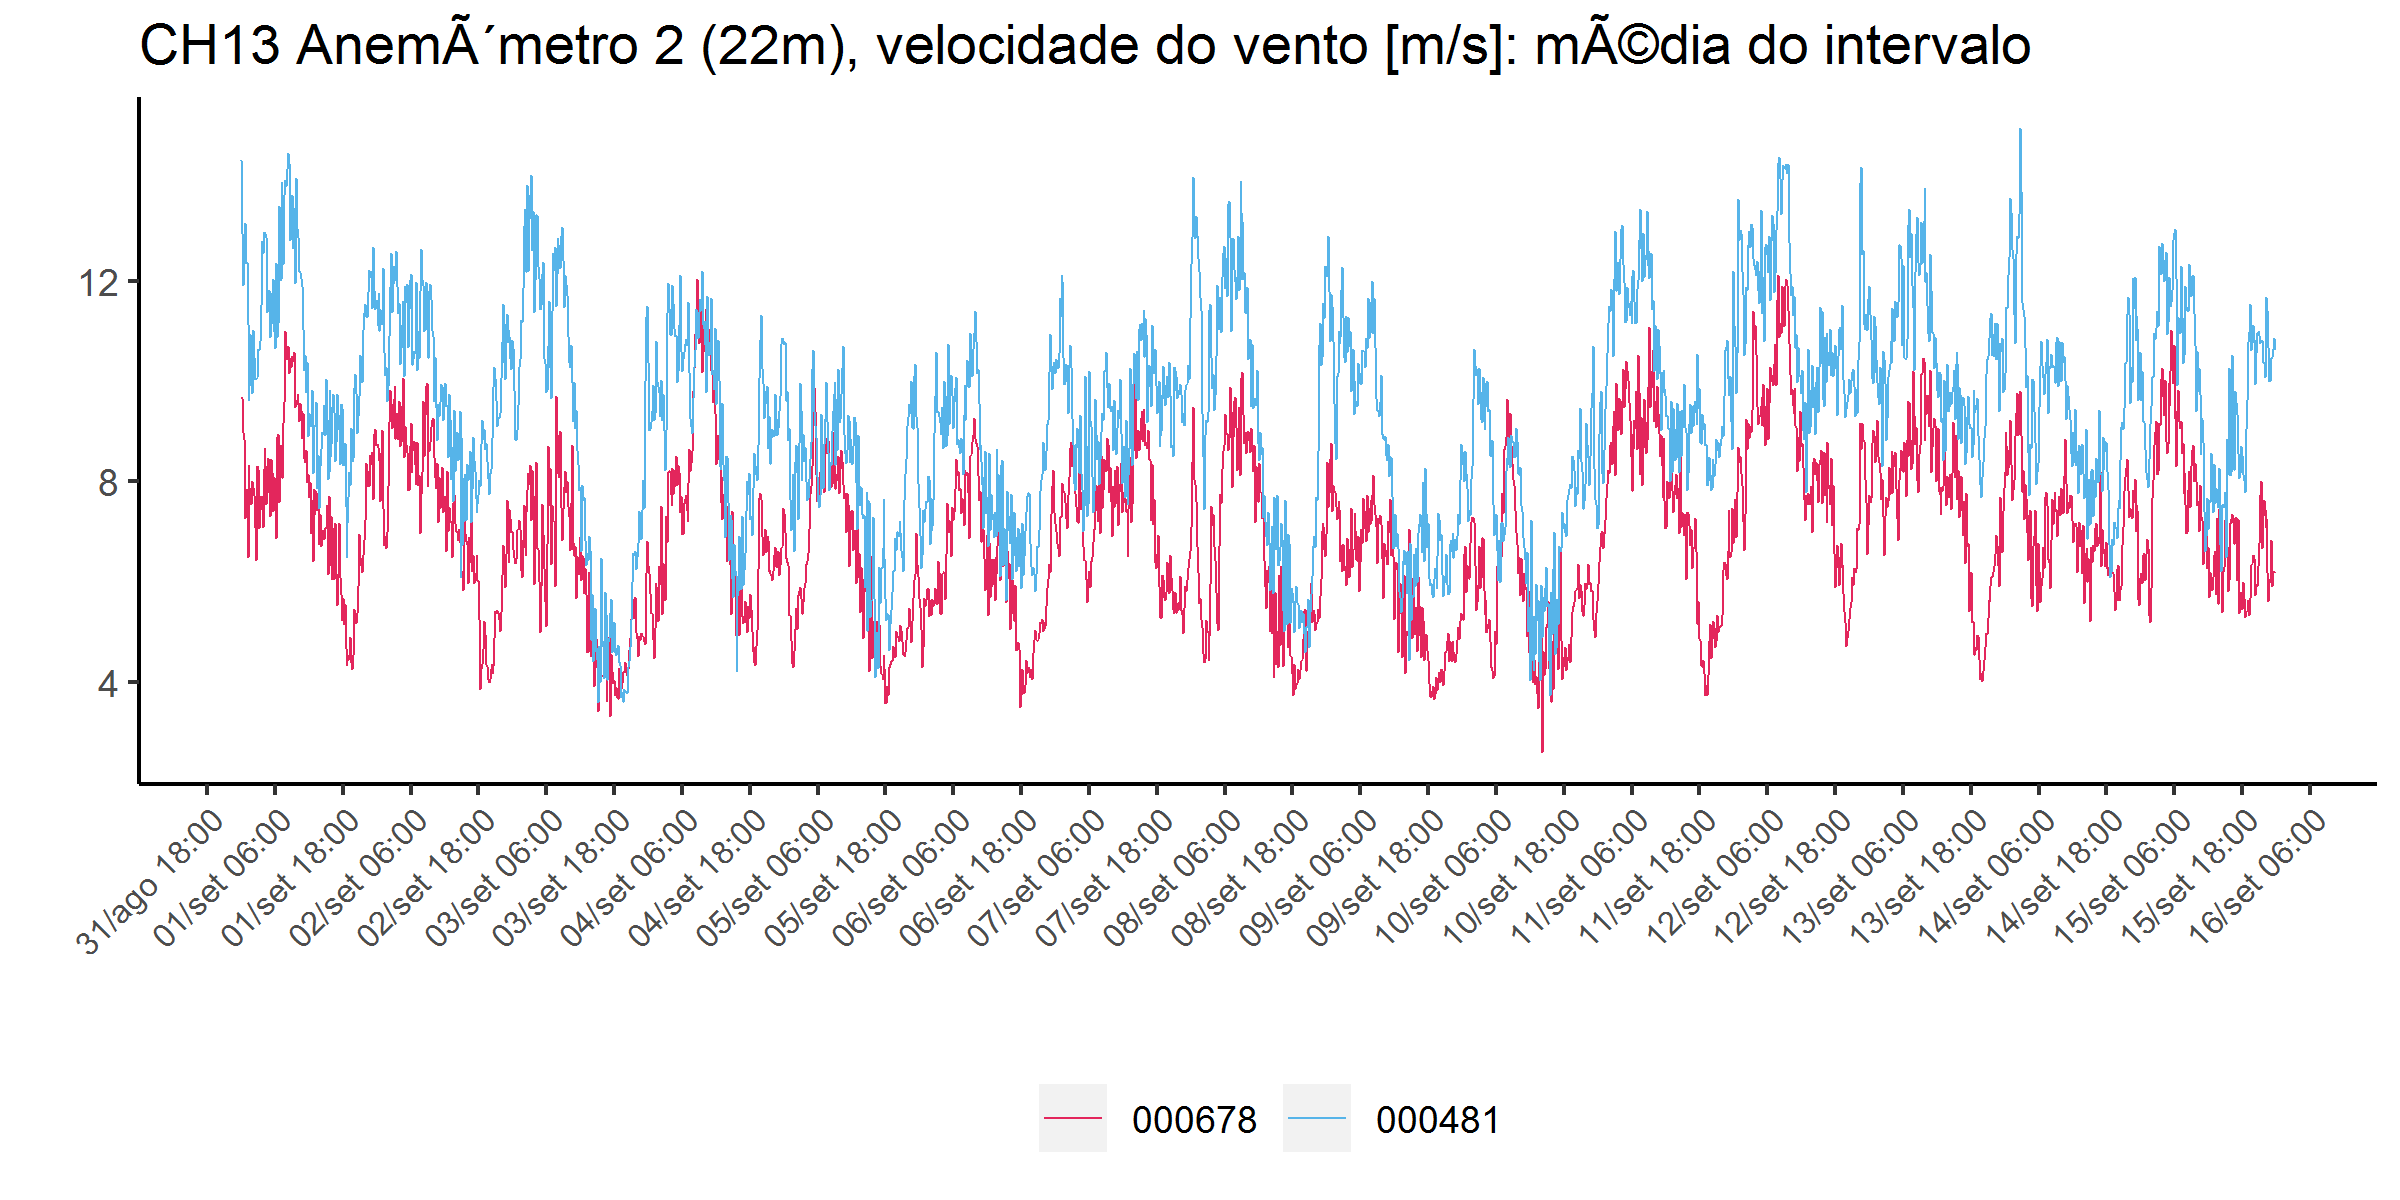 CH13 AnemÃ´metro 2 (22m), velocidade do vento [m/s]: mÃ©dia do intervalo
12
8
4
31/ago 18:00
01/set 06:00
01/set 18:00
02/set 06:00
02/set 18:00
03/set 06:00
03/set 18:00
04/set 06:00
04/set 18:00
05/set 06:00
05/set 18:00
06/set 06:00
06/set 18:00
07/set 06:00
07/set 18:00
08/set 06:00
08/set 18:00
09/set 06:00
09/set 18:00
10/set 06:00
10/set 18:00
11/set 06:00
11/set 18:00
12/set 06:00
12/set 18:00
13/set 06:00
13/set 18:00
14/set 06:00
14/set 18:00
15/set 06:00
15/set 18:00
16/set 06:00
000678
000481